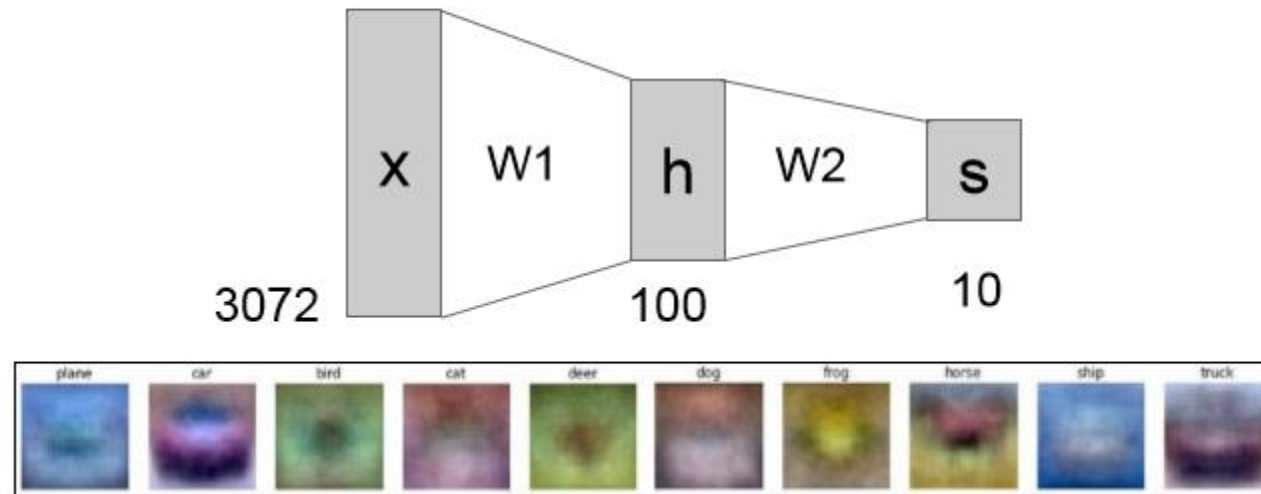 x W1 h W2 s
3072 100 10
plane car bird cat deer dog frog horse ship truck